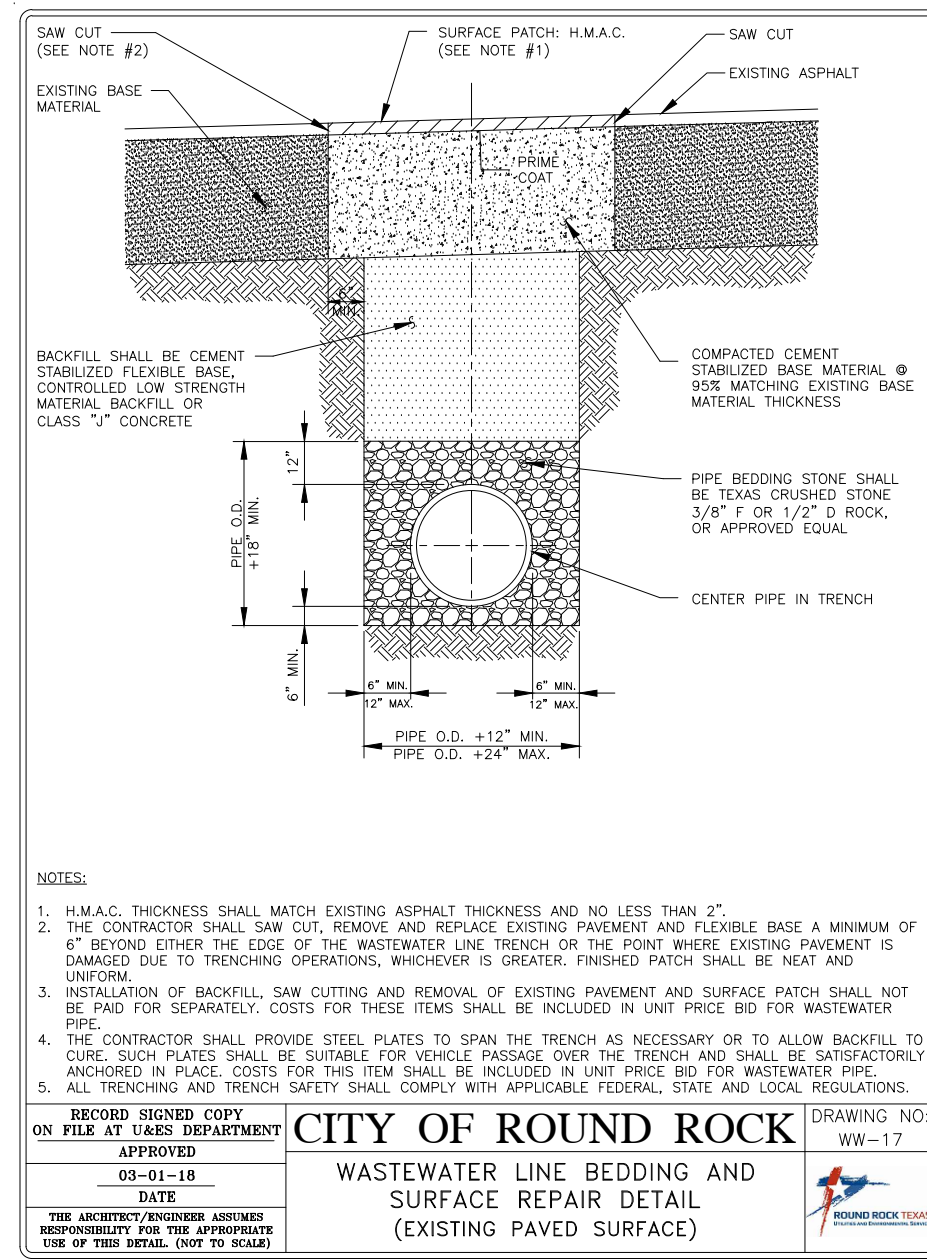 SAW CUT
(SEE NOTE #2)
SURFACE PATCH: H.M.A.C.
(SEE NOTE #1)
SAW CUT
EXISTING ASPHALT
EXISTING BASE
MATERIAL
PRIME
COAT
6"
MIN.
BACKFILL SHALL BE CEMENT
STABILIZED FLEXIBLE BASE,
CONTROLLED LOW STRENGTH
MATERIAL BACKFILL OR
CLASS "J" CONCRETE
COMPACTED CEMENT
STABILIZED BASE MATERIAL @
95% MATCHING EXISTING BASE
MATERIAL THICKNESS
12"
PIPE O.D.
+18" MIN.
PIPE BEDDING STONE SHALL
BE TEXAS CRUSHED STONE
3/8" F OR 1/2" D ROCK,
OR APPROVED EQUAL
CENTER PIPE IN TRENCH
6" MIN.
6" MIN.
12" MAX.
6" MIN.
12" MAX.
PIPE O.D. +12" MIN.
PIPE O.D. +24" MAX.
NOTES:
1. H.M.A.C. THICKNESS SHALL MATCH EXISTING ASPHALT THICKNESS AND NO LESS THAN 2".
2. THE CONTRACTOR SHALL SAW CUT, REMOVE AND REPLACE EXISTING PAVEMENT AND FLEXIBLE BASE A MINIMUM OF
6" BEYOND EITHER THE EDGE OF THE WASTEWATER LINE TRENCH OR THE POINT WHERE EXISTING PAVEMENT IS
DAMAGED DUE TO TRENCHING OPERATIONS, WHICHEVER IS GREATER. FINISHED PATCH SHALL BE NEAT AND
UNIFORM.
3. INSTALLATION OF BACKFILL, SAW CUTTING AND REMOVAL OF EXISTING PAVEMENT AND SURFACE PATCH SHALL NOT
BE PAID FOR SEPARATELY. COSTS FOR THESE ITEMS SHALL BE INCLUDED IN UNIT PRICE BID FOR WASTEWATER
PIPE.
4. THE CONTRACTOR SHALL PROVIDE STEEL PLATES TO SPAN THE TRENCH AS NECESSARY OR TO ALLOW BACKFILL TO
CURE. SUCH PLATES SHALL BE SUITABLE FOR VEHICLE PASSAGE OVER THE TRENCH AND SHALL BE SATISFACTORILY
ANCHORED IN PLACE. COSTS FOR THIS ITEM SHALL BE INCLUDED IN UNIT PRICE BID FOR WASTEWATER PIPE.
5. ALL TRENCHING AND TRENCH SAFETY SHALL COMPLY WITH APPLICABLE FEDERAL, STATE AND LOCAL REGULATIONS.
RECORD SIGNED COPY
ON FILE AT U&ES DEPARTMENT
APPROVED
03-01-18
DATE
THE ARCHITECT/ENGINEER ASSUMES
RESPONSIBILITY FOR THE APPROPRIATE
USE OF THIS DETAIL. (NOT TO SCALE)
CITY OF ROUND ROCK
WASTEWATER LINE BEDDING AND
SURFACE REPAIR DETAIL
(EXISTING PAVED SURFACE)
DRAWING NO:
WW-17
ROUND ROCK TEXAS
UTILITIES AND ENVIRONMENTAL SERVICES